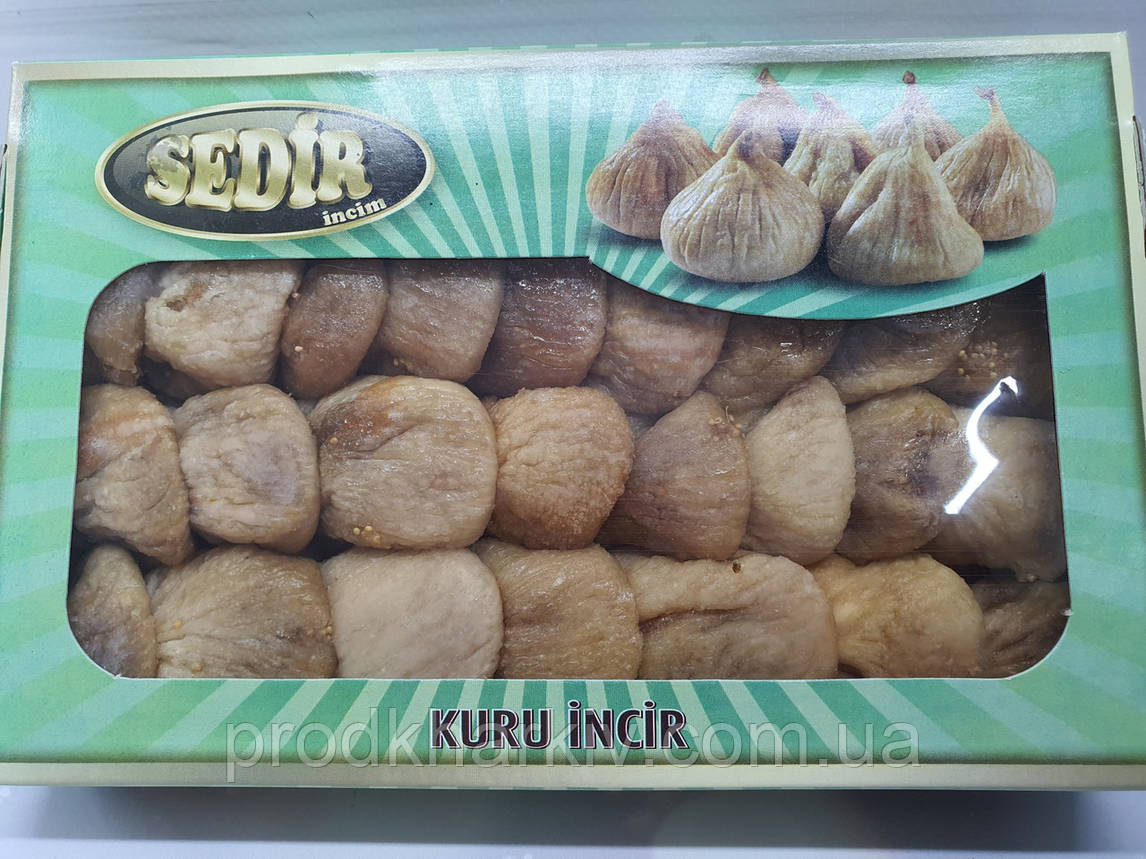 SEDİR
incim
KURU İNCİR
prodkharkiv.com.ua